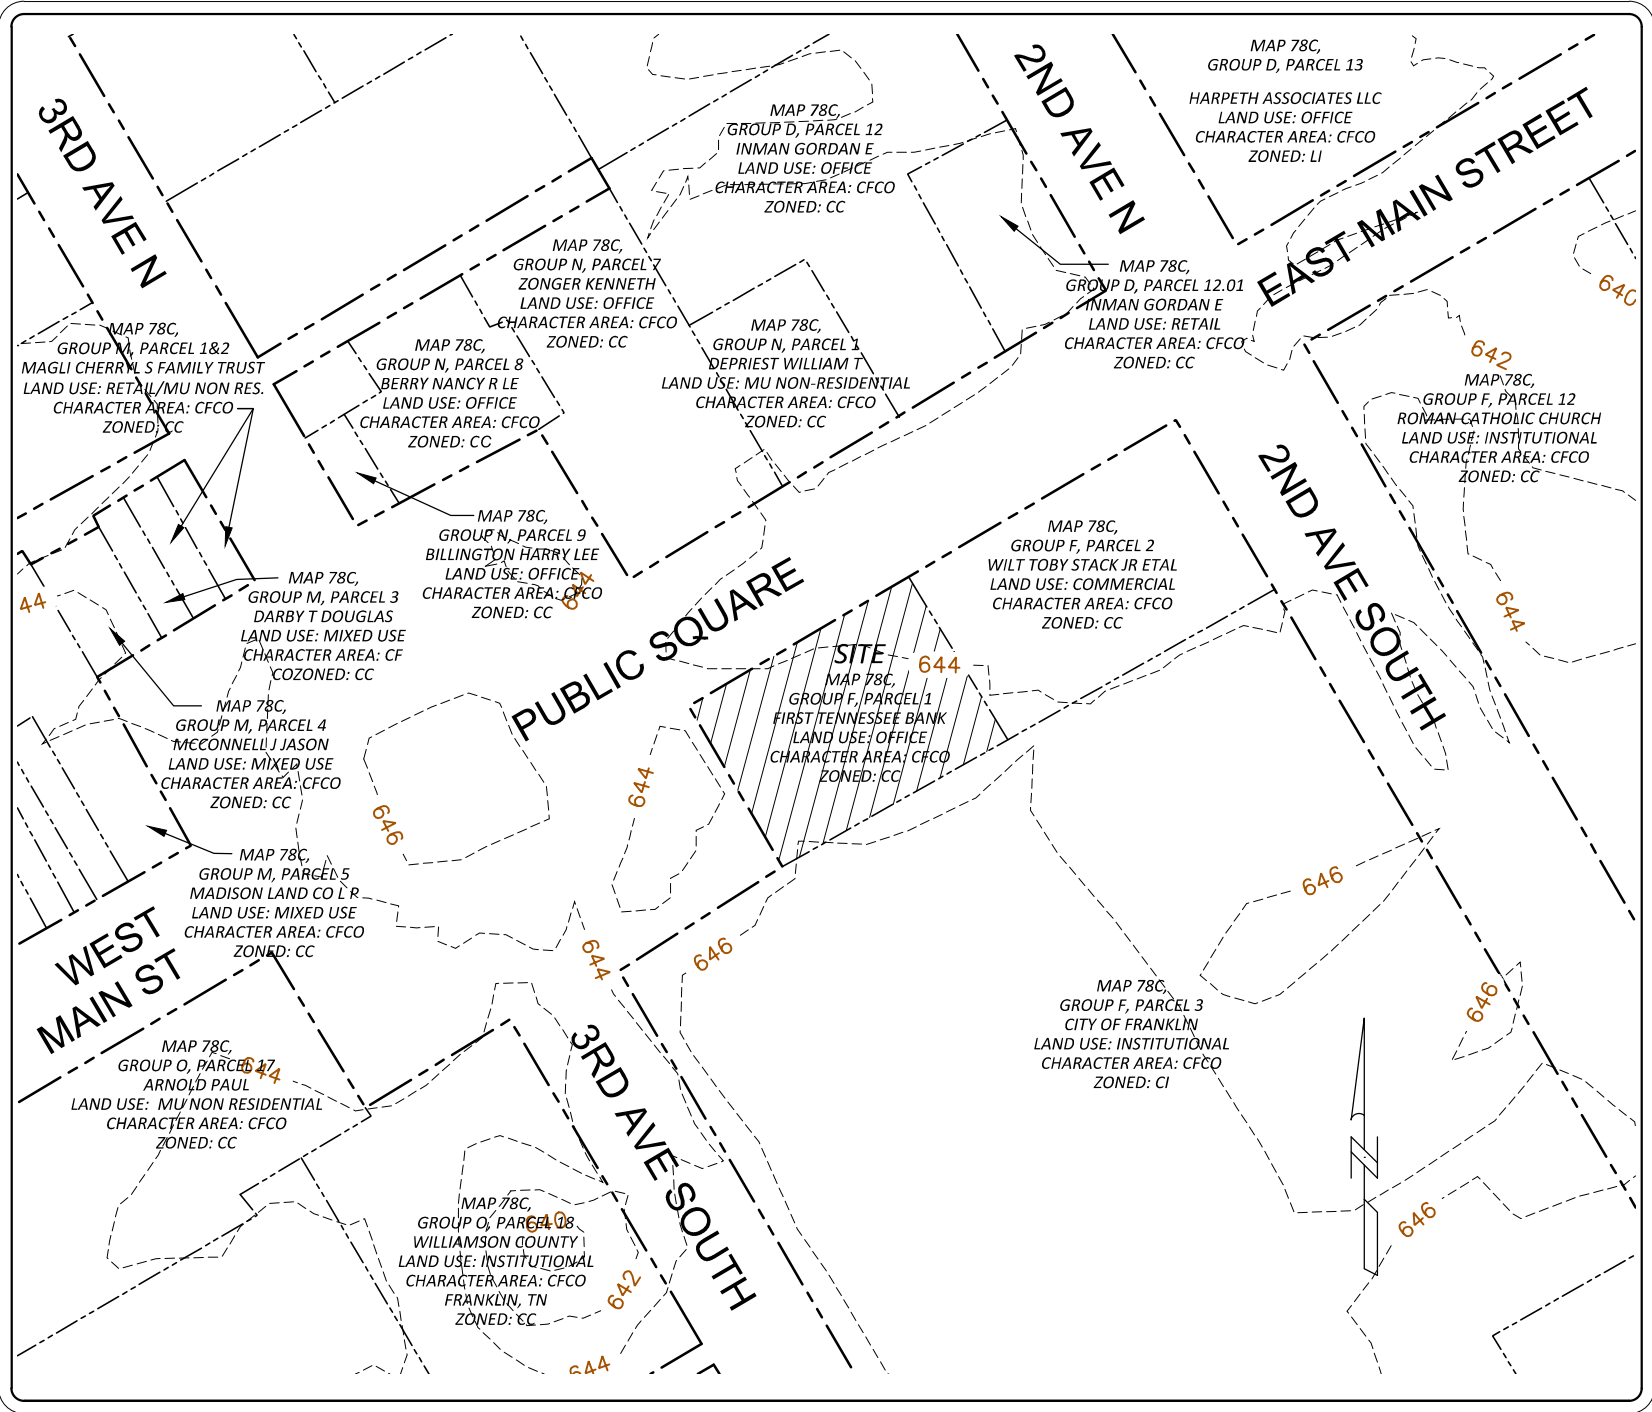 3RD AVE N
2ND AVE N
MAP 78C,
GROUP D, PARCEL 13
HARPETH ASSOCIATES LLC
LAND USE: OFFICE
CHARACTER AREA: CFCO
ZONED: LI
EAST MAIN STREET
MAP 78C,
GROUP D, PARCEL 12
INMAN GORDAN E
LAND USE: OFFICE
CHARACTER AREA: CFCO
ZONED: CC
MAP 78C,
GROUP N, PARCEL 7
ZONGER KENNETH
LAND USE: OFFICE
CHARACTER AREA: CFCO
ZONED: CC
MAP 78C,
GROUP D, PARCEL 12.01
INMAN GORDAN E
LAND USE: RETAIL
CHARACTER AREA: CFCO
ZONED: CC
640
MAP 78C,
GROUP M, PARCEL 1&2
MAGLI CHERRYL S FAMILY TRUST
LAND USE: RETAIL/MU NON RES.
CHARACTER AREA: CFCO
ZONED: CC
MAP 78C,
GROUP N, PARCEL 8
BERRY NANCY R LE
LAND USE: OFFICE
CHARACTER AREA: CFCO
ZONED: CC
MAP 78C,
GROUP N, PARCEL 1
DEPRIEST WILLIAM T
LAND USE: MU NON-RESIDENTIAL
CHARACTER AREA: CFCO
ZONED: CC
642
MAP 78C,
GROUP F, PARCEL 12
ROMAN CATHOLIC CHURCH
LAND USE: INSTITUTIONAL
CHARACTER AREA: CFCO
ZONED: CC
2ND AVE SOUTH
MAP 78C,
GROUP N, PARCEL 9
BILLINGTON HARRY LEE
LAND USE: OFFICE
CHARACTER AREA: CFCO
ZONED: CC
644
MAP 78C,
GROUP F, PARCEL 2
WILT TOBY STACK JR ETAL
LAND USE: COMMERCIAL
CHARACTER AREA: CFCO
ZONED: CC
644
44
MAP 78C,
GROUP M, PARCEL 3
DARBY T DOUGLAS
LAND USE: MIXED USE
CHARACTER AREA: CF
COZONED: CC
PUBLIC SQUARE
SITE
644
MAP 78C,
GROUP F, PARCEL 1
FIRST TENNESSEE BANK
LAND USE: OFFICE
CHARACTER AREA: CFCO
ZONED: CC
MAP 78C,
GROUP M, PARCEL 4
MCCONNELL J JASON
LAND USE: MIXED USE
CHARACTER AREA: CFCO
ZONED: CC
644
646
MAP 78C,
GROUP M, PARCEL 5
MADISON LAND CO L P
LAND USE: MIXED USE
CHARACTER AREA: CFCO
ZONED: CC
646
WEST
MAIN ST
644
646
646
MAP 78C,
GROUP F, PARCEL 3
CITY OF FRANKLIN
LAND USE: INSTITUTIONAL
CHARACTER AREA: CFCO
ZONED: CI
3RD AVE SOUTH
MAP 78C,
GROUP O, PARCEL 17
ARNOLD PAUL
LAND USE: MU NON RESIDENTIAL
CHARACTER AREA: CFCO
ZONED: CC
644
N
MAP 78C,
GROUP O, PARCEL 18
WILLIAMSON COUNTY
LAND USE: INSTITUTIONAL
CHARACTER AREA: CFCO
FRANKLIN, TN
ZONED: CC
640
642
646
644